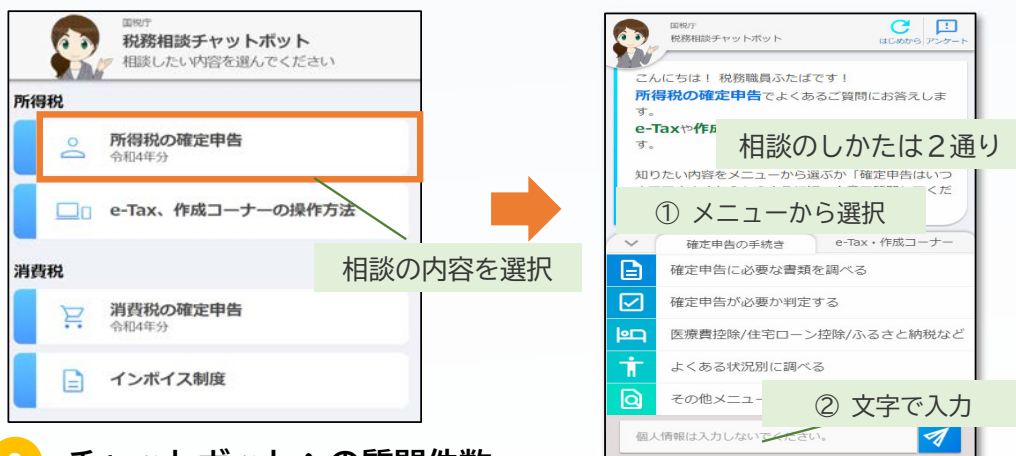 国税庁
税務相談チャットボット
相談したい内容を選んでください
所得税
所得税の確定申告
令和4年分
e-Tax、作成コーナーの操作方法
消費税
消費税の確定申告
令和4年分
インボイス制度
相談の内容を選択
国税庁
税務相談チャットボット
はじめから アンケート
こんにちは！ 税務職員ふたばです！
所得税の確定申告でよくあるご質問にお答えしま
す。
e-Taxや作成
す。
相談のしかたは２通り
知りたい内容をメニューから選ぶか「確定申告はいつ
① メニューから選択
確定申告の手続き e-Tax・作成コーナー
確定申告に必要な書類を調べる
確定申告が必要か判定する
医療費控除/住宅ローン控除/ふるさと納税など
よくある状況別に調べる
その他メニュー
② 文字で入力
個人情報は入力しないでください。